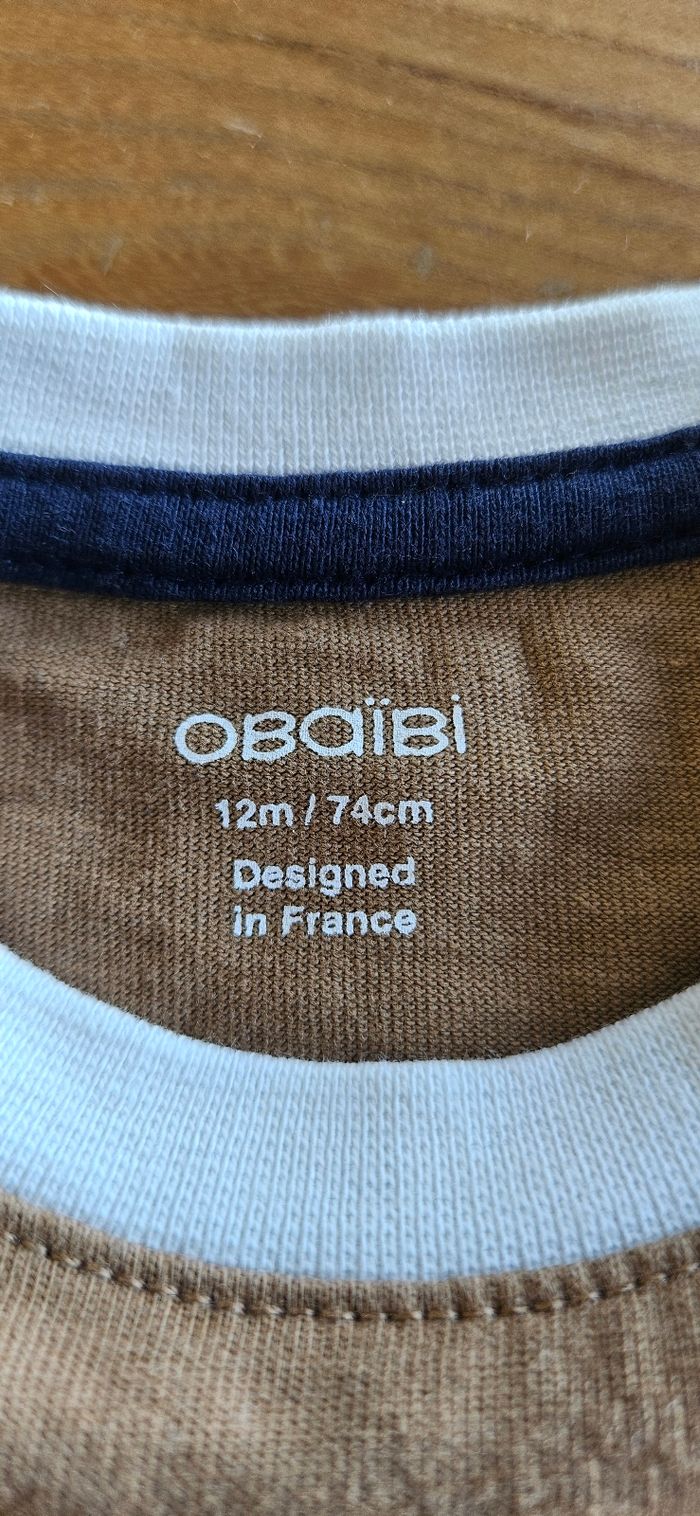 OBaïBi
12m / 74cm
Designed
in France